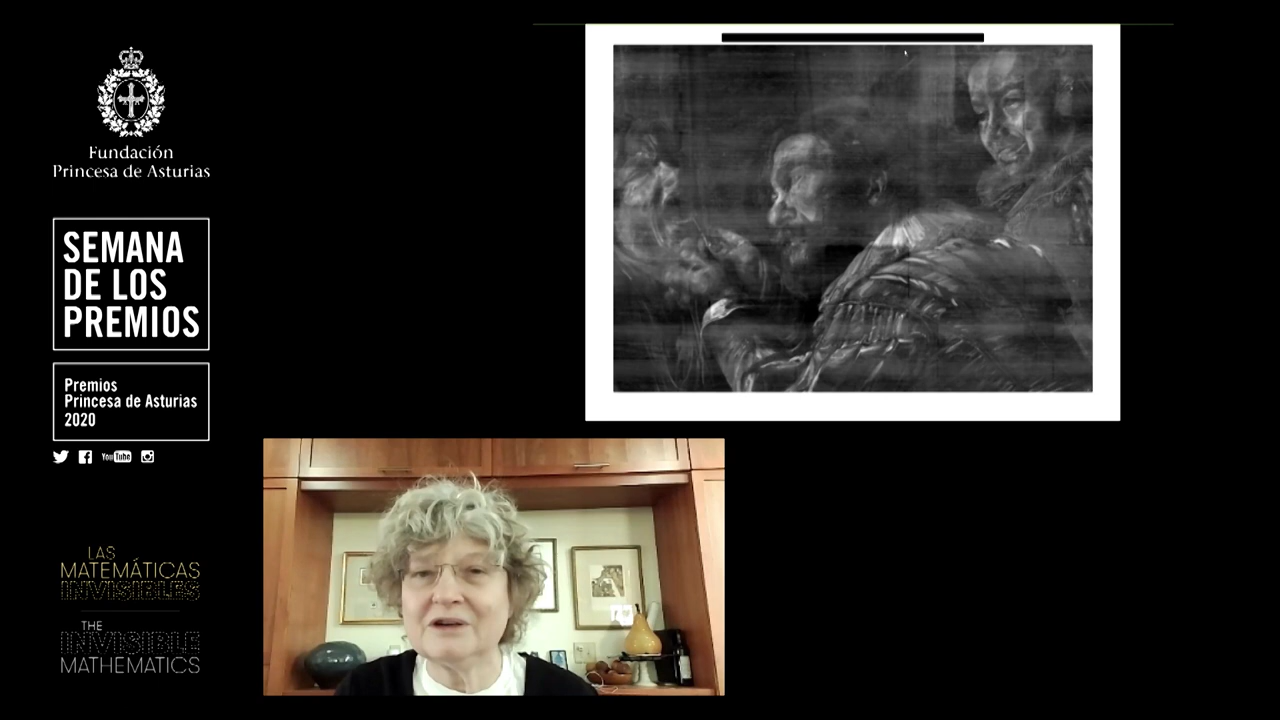 Fundación
Princesa de Asturias
SEMANA
DE LOS
PREMIOS
Premios
Princesa de Asturias
2020
YouTube
LAS
MATEMÁTICAS
INVISIBLES
THE
INVISIBLE
MATHEMATICS